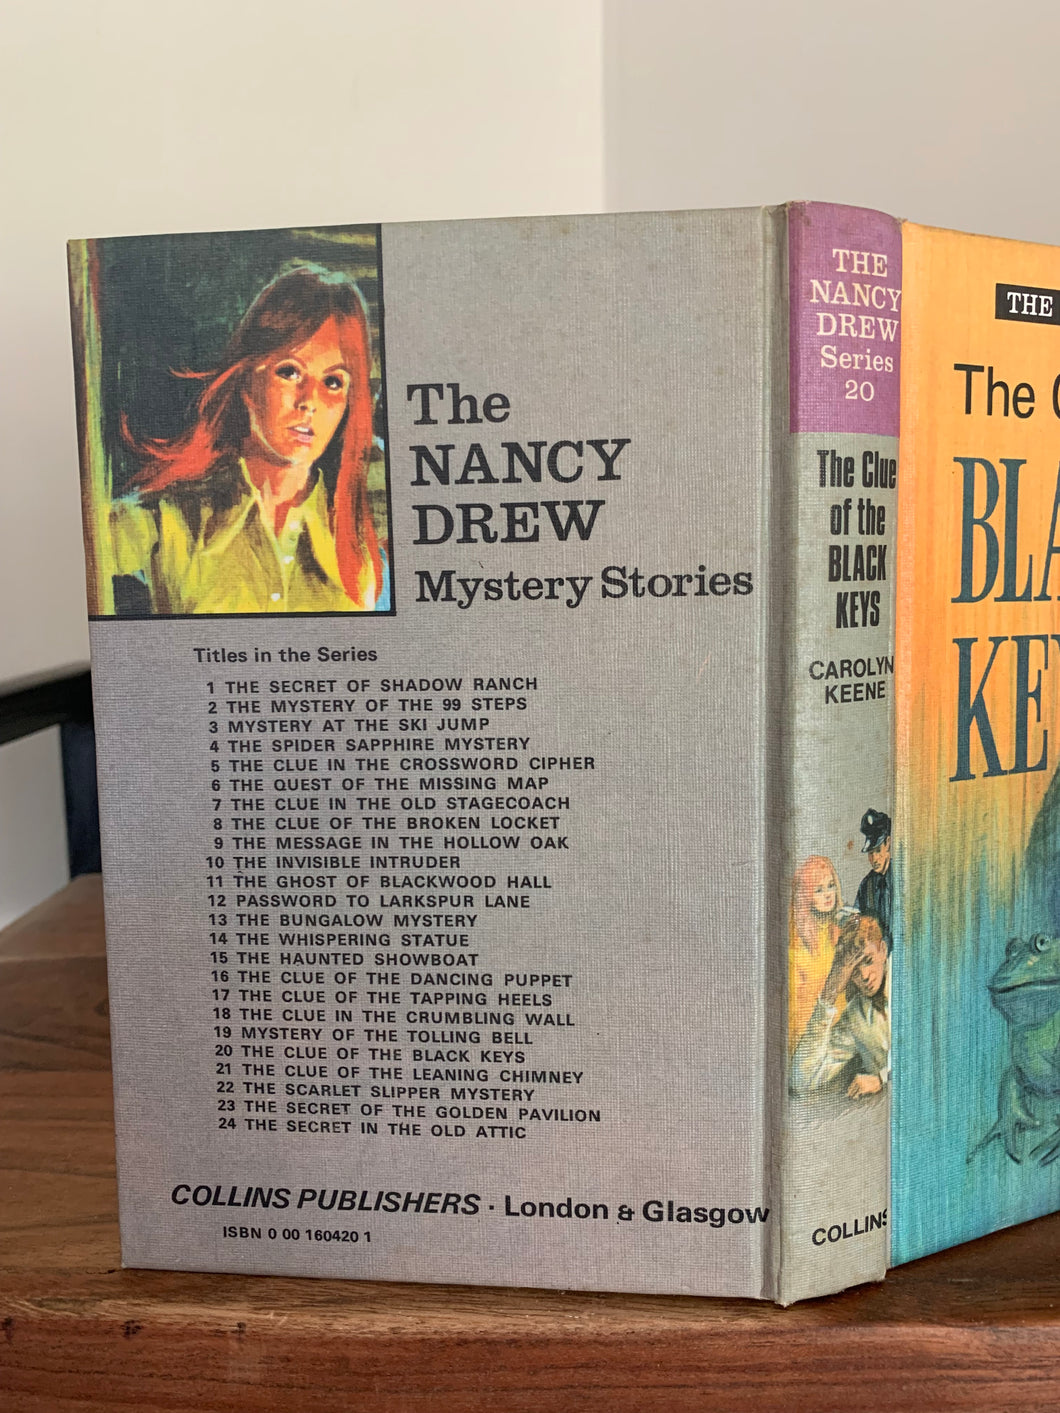 The
NANCY
DREW
Mystery Stories
Titles in the Series
1 THE SECRET OF SHADOW RANCH
2 THE MYSTERY OF THE 99 STEPS
3 MYSTERY AT THE SKI JUMP
4 THE SPIDER SAPPHIRE MYSTERY
5 THE CLUE IN THE CROSSWORD CIPHER
6 THE QUEST OF THE MISSING MAP
7 THE CLUE IN THE OLD STAGECOACH
8 THE CLUE OF THE BROKEN LOCKET
9 THE MESSAGE IN THE HOLLOW OAK
10 THE INVISIBLE INTRUDER
11 THE GHOST OF BLACKWOOD HALL
12 PASSWORD TO LARKSPUR LANE
13 THE BUNGALOW MYSTERY
14 THE WHISPERING STATUE
15 THE HAUNTED SHOWBOAT
16 THE CLUE OF THE DANCING PUPPET
17 THE CLUE OF THE TAPPING HEELS
18 THE CLUE IN THE CRUMBLING WALL
19 MYSTERY OF THE TOLLING BELL
20 THE CLUE OF THE BLACK KEYS
21 THE CLUE OF THE LEANING CHIMNEY
22 THE SCARLET SLIPPER MYSTERY
23 THE SECRET OF THE GOLDEN PAVILION
24 THE SECRET IN THE OLD ATTIC
COLLINS PUBLISHERS · London & Glasgow
ISBN 0 00 160420 1
THE
NANCY
DREW
Series
20
The Clue
of the
BLACK
KEYS
CAROLYN
KEENE
COLLINS
THE
The
BLA
KE